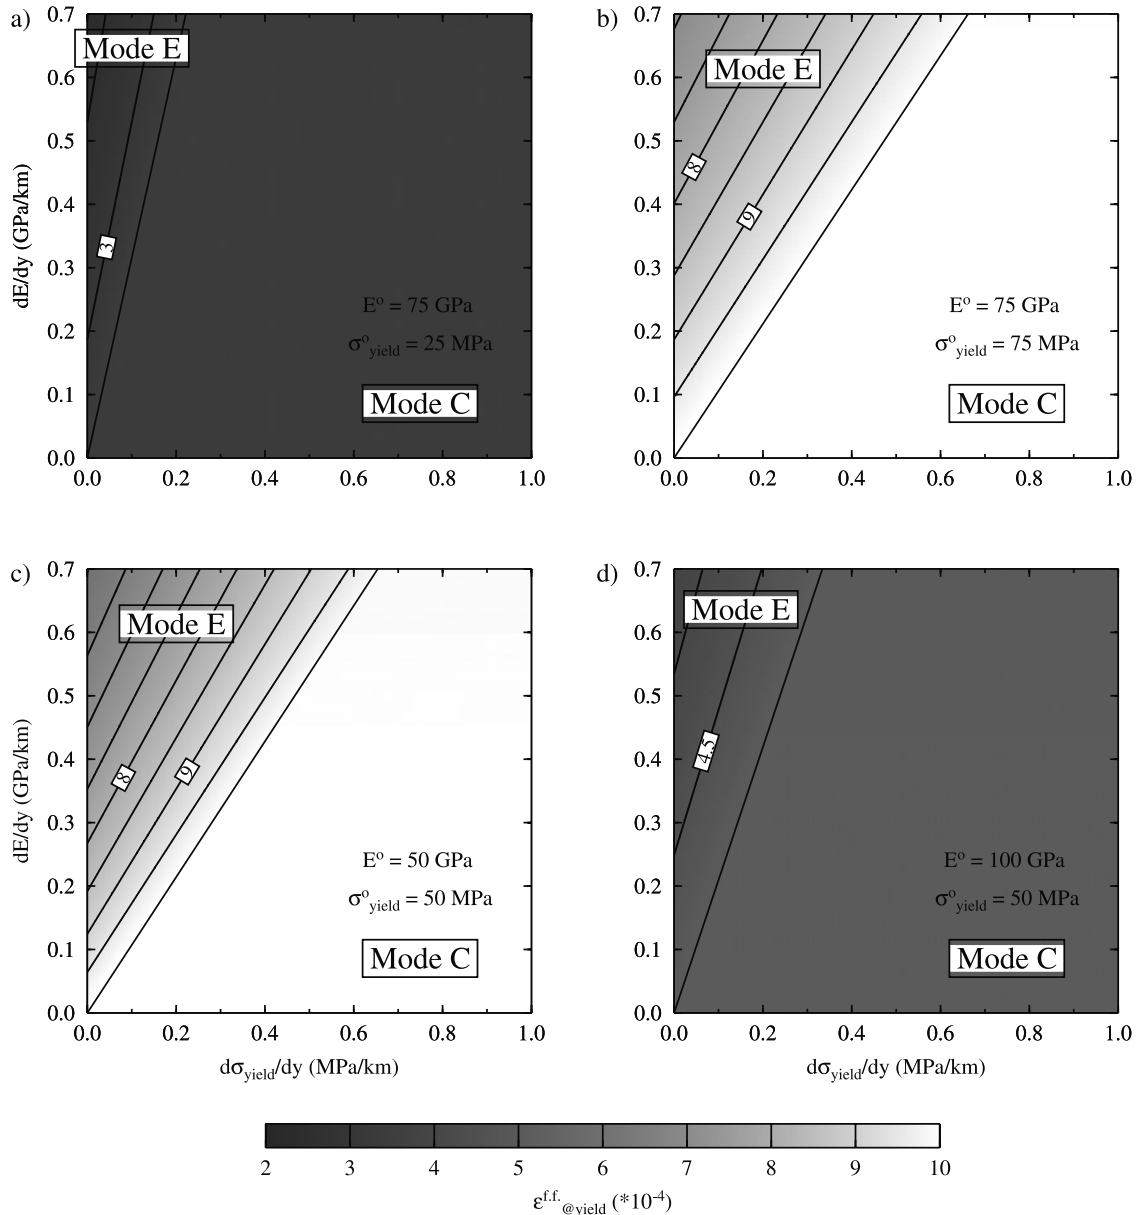 a)
0.7
0.6
0.5
0.4
0.3
0.2
0.1
0.0
dE/dy (GPa/km)
Mode E
3
E° = 75 GPa
σ°yield = 25 MPa
Mode C
0.0 0.2 0.4 0.6 0.8 1.0
b)
0.7
0.6
0.5
0.4
0.3
0.2
0.1
0.0
Mode E
8
9
E° = 75 GPa
σ°yield = 75 MPa
Mode C
0.0 0.2 0.4 0.6 0.8 1.0
c)
0.7
0.6
0.5
0.4
0.3
0.2
0.1
0.0
dE/dy (GPa/km)
Mode E
8
9
E° = 50 GPa
σ°yield = 50 MPa
Mode C
0.0 0.2 0.4 0.6 0.8 1.0
dσyield/dy (MPa/km)
d)
0.7
0.6
0.5
0.4
0.3
0.2
0.1
0.0
Mode E
4.5
E° = 100 GPa
σ°yield = 50 MPa
Mode C
0.0 0.2 0.4 0.6 0.8 1.0
dσyield/dy (MPa/km)
2 3 4 5 6 7 8 9 10
εf.f.@yield (*10-4)